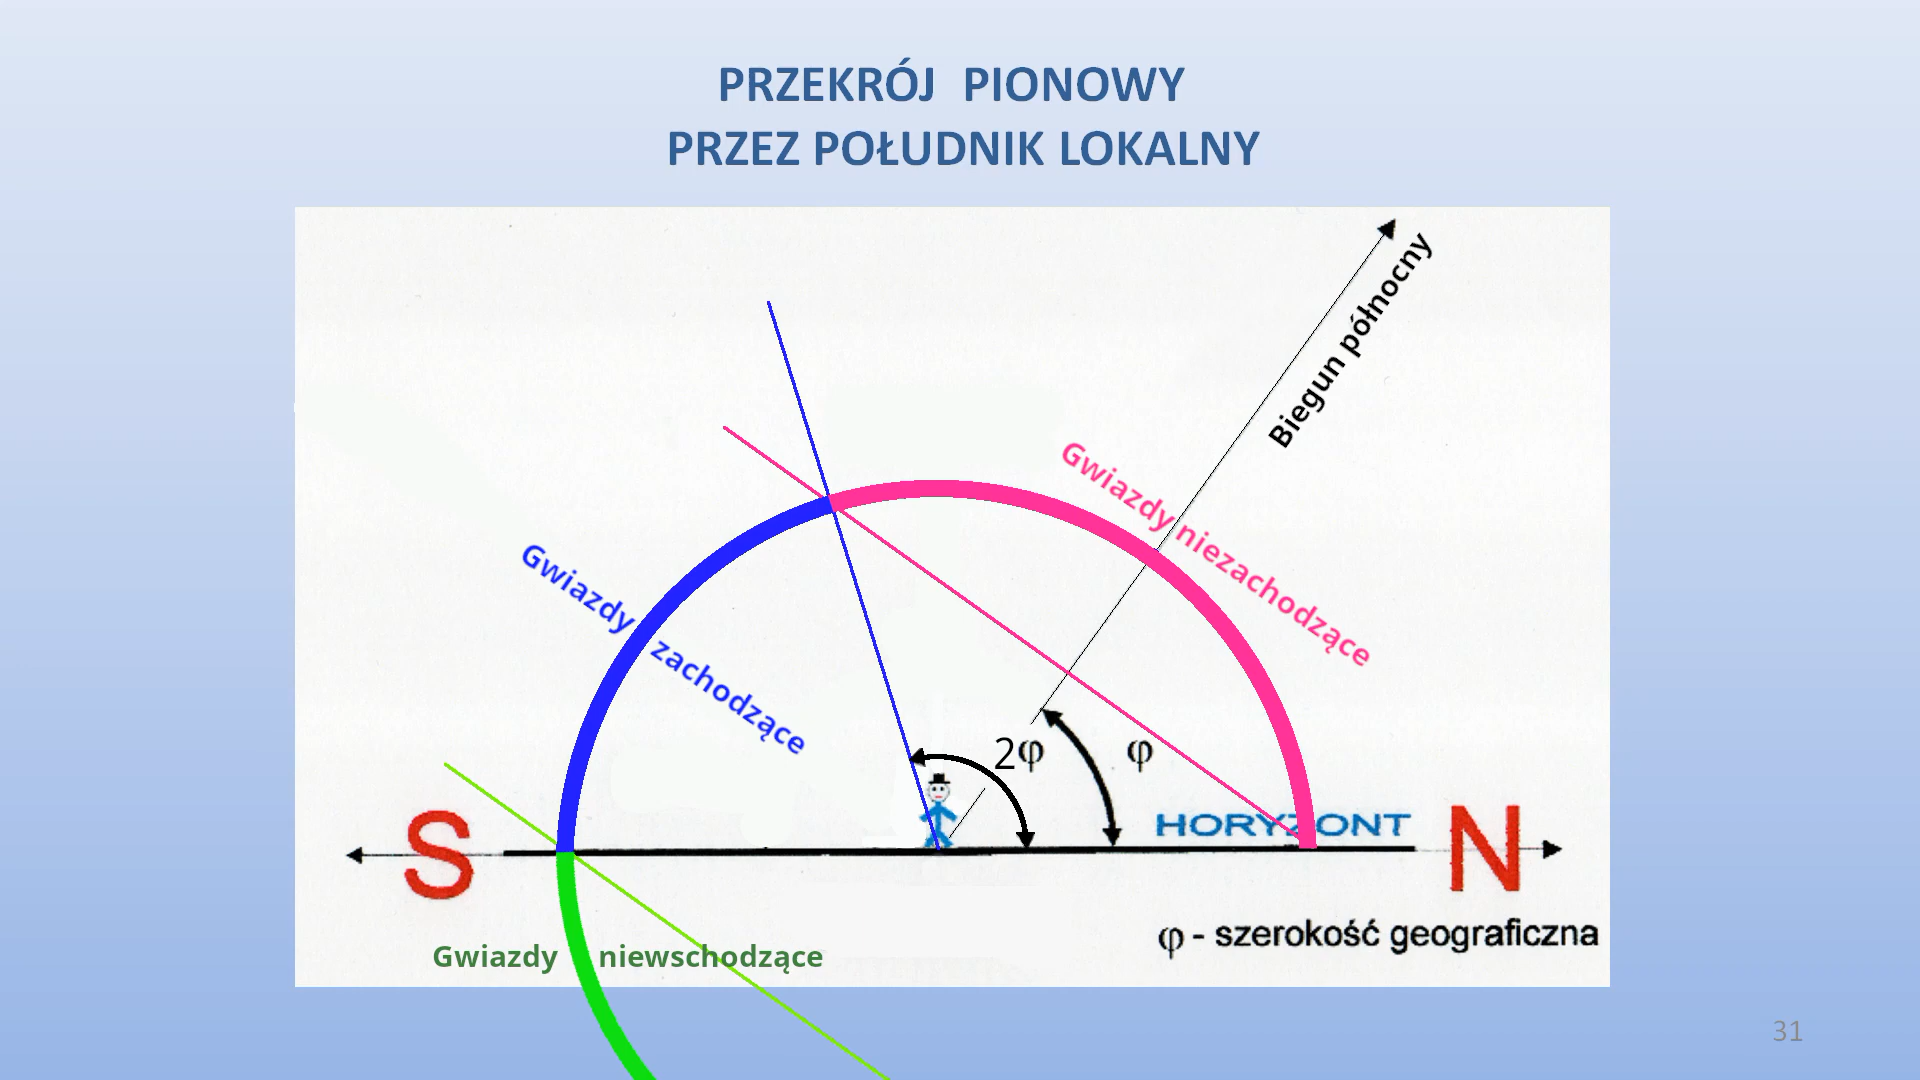 PRZEKRÓJ PIONOWY
PRZEZ POŁUDNIK LOKALNY
Biegun północny
Gwiazdy niezachodzące
Gwiazdy zachodzące
2φ
φ
HORYZONT
S
N
φ - szerokość geograficzna
Gwiazdy niewschodzące
31